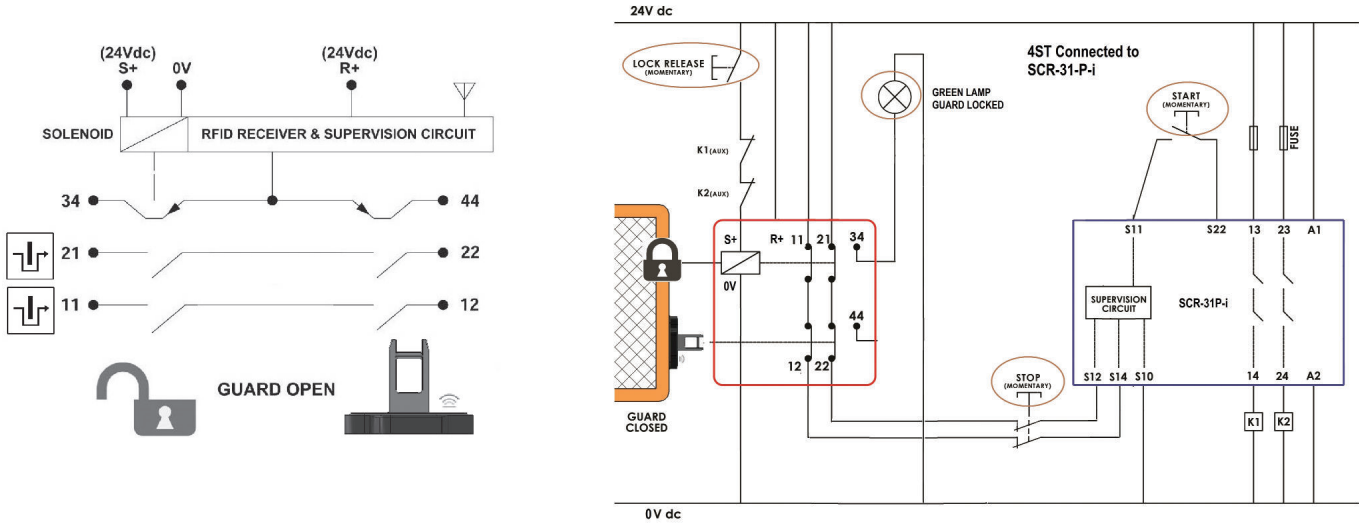 (24Vdc)
S+
0V
(24Vdc)
R+
SOLENOID
RFID RECEIVER & SUPERVISION CIRCUIT
34
44
21
22
11
12
GUARD OPEN
24V dc
LOCK RELEASE
(MOMENTARY)
GREEN LAMP
GUARD LOCKED
4ST Connected to
SCR-31-P-i
START
(MOMENTARY)
FUSE
K1(AUX)
K2(AUX)
S+
R+
11
21
34
0V
44
12
22
GUARD
CLOSED
S11
S22
13
23
A1
SUPERVISION
CIRCUIT
SCR-31P-i
S12
S14
S10
14
24
A2
STOP
(MOMENTARY)
K1
K2
0V dc